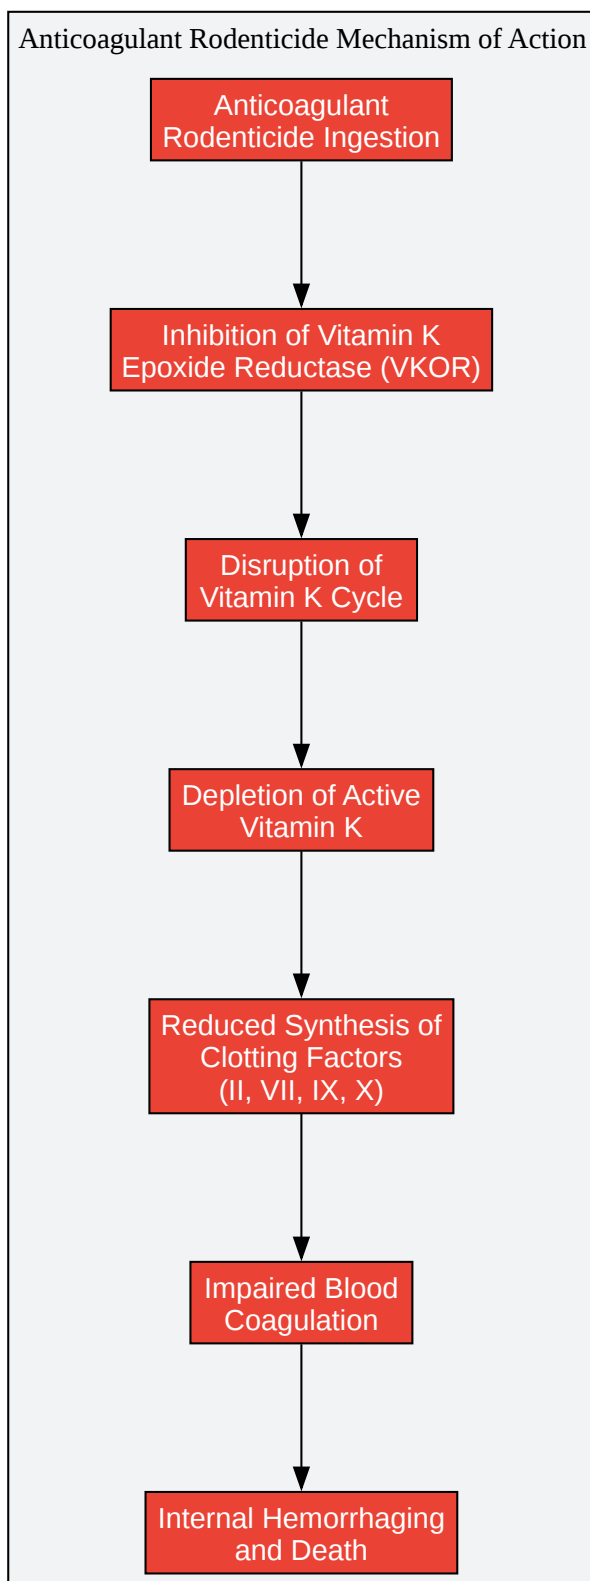 Anticoagulant Rodenticide Mechanism of Action
Anticoagulant
Rodenticide Ingestion
Inhibition of Vitamin K
Epoxide Reductase (VKOR)
Disruption of
Vitamin K Cycle
Depletion of Active
Vitamin K
Reduced Synthesis of
Clotting Factors
(II, VII, IX, X)
Impaired Blood
Coagulation
Internal Hemorrhaging
and Death